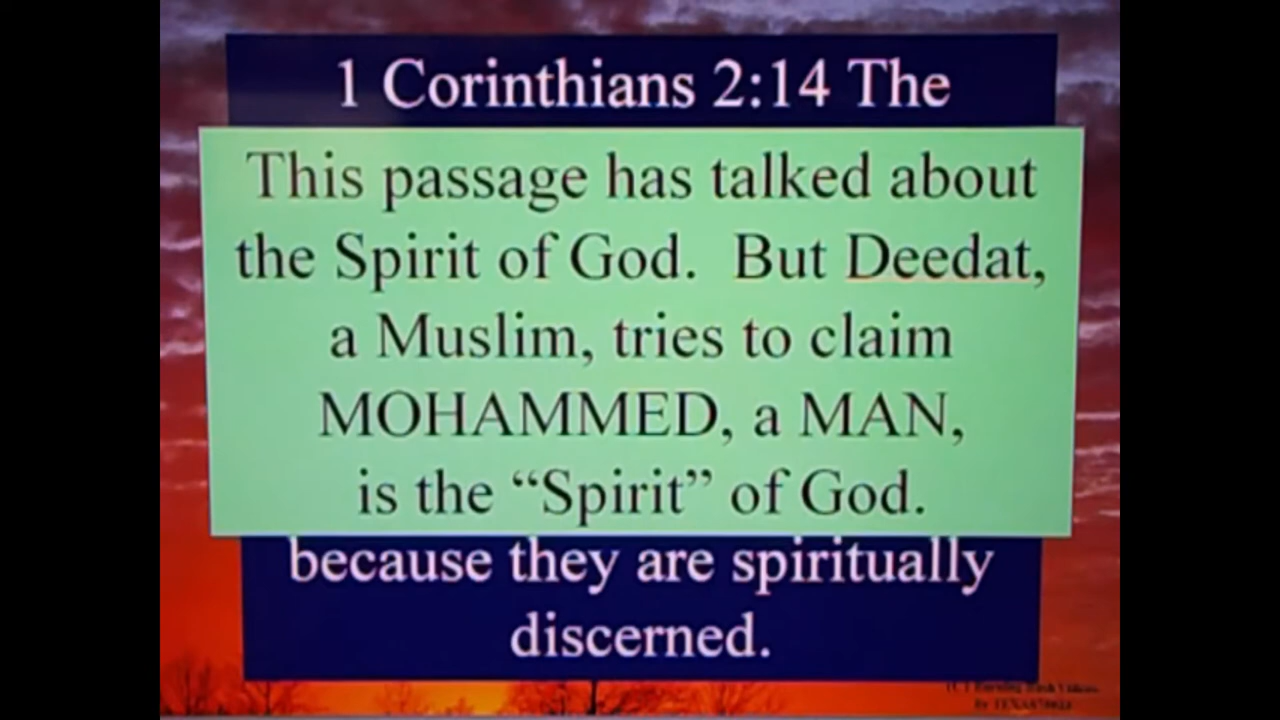 1 Corinthians 2:14 The
This passage has talked about
the Spirit of God. But Deedat,
a Muslim, tries to claim
MOHAMMED, a MAN,
is the “Spirit” of God.
because they are spiritually
discerned.